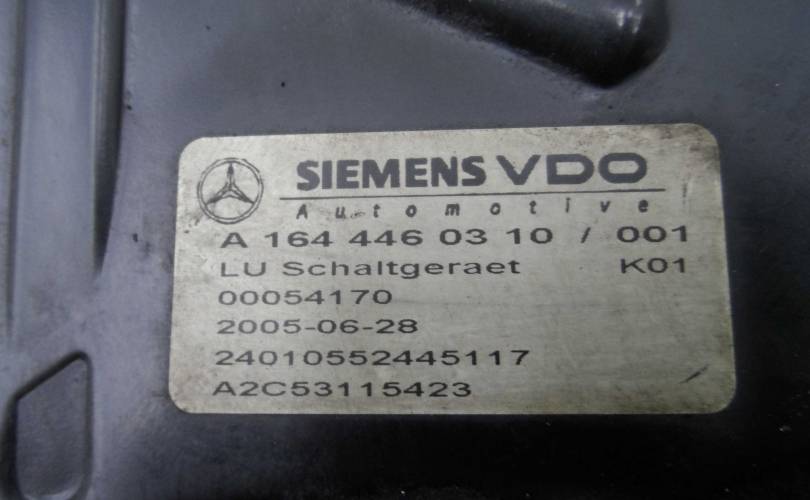 SIEMENS VDO
Automotive
A 164 446 03 10 / 001
LU Schaltgeraet K01
00054170
2005-06-28
24010552445117
A2C53115423